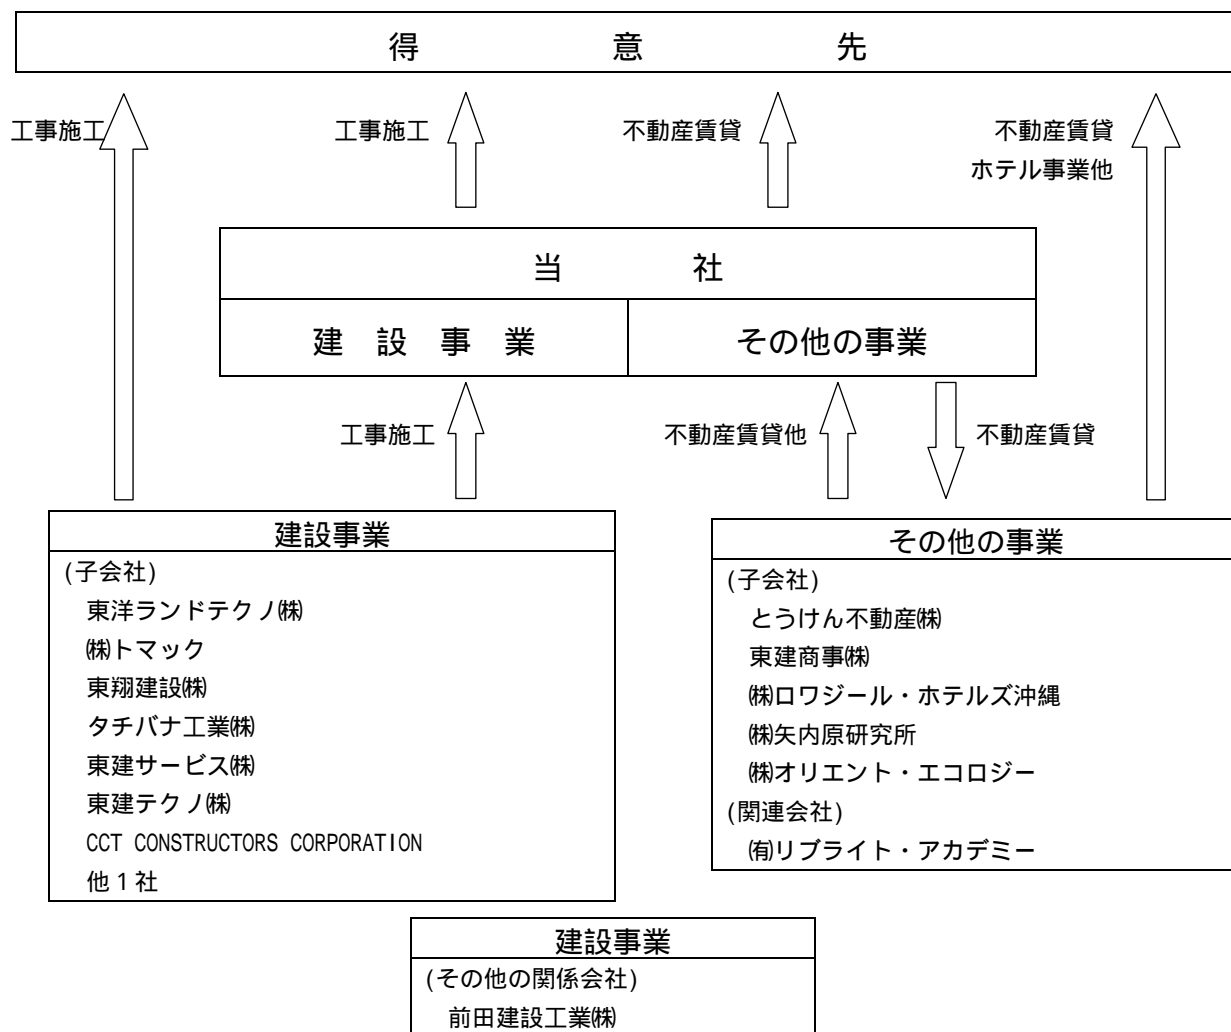 得意先
工事施工
工事施工
不動産賃貸
不動産賃貸
ホテル事業他
当社
建設事業
その他の事業
工事施工
不動産賃貸他
不動産賃貸
建設事業
(子会社)
東洋ランドテクノ㈱
㈱トマック
東翔建設㈱
タチバナ工業㈱
東建サービス㈱
東建テクノ㈱
CCT CONSTRUCTORS CORPORATION
他1社
その他の事業
(子会社)
とうけん不動産㈱
東建商事㈱
㈱ロワジール・ホテルズ沖縄
㈱矢内原研究所
㈱オリエント・エコロジー
(関連会社)
㈲リブライト・アカデミー
建設事業
(その他の関係会社)
前田建設工業㈱